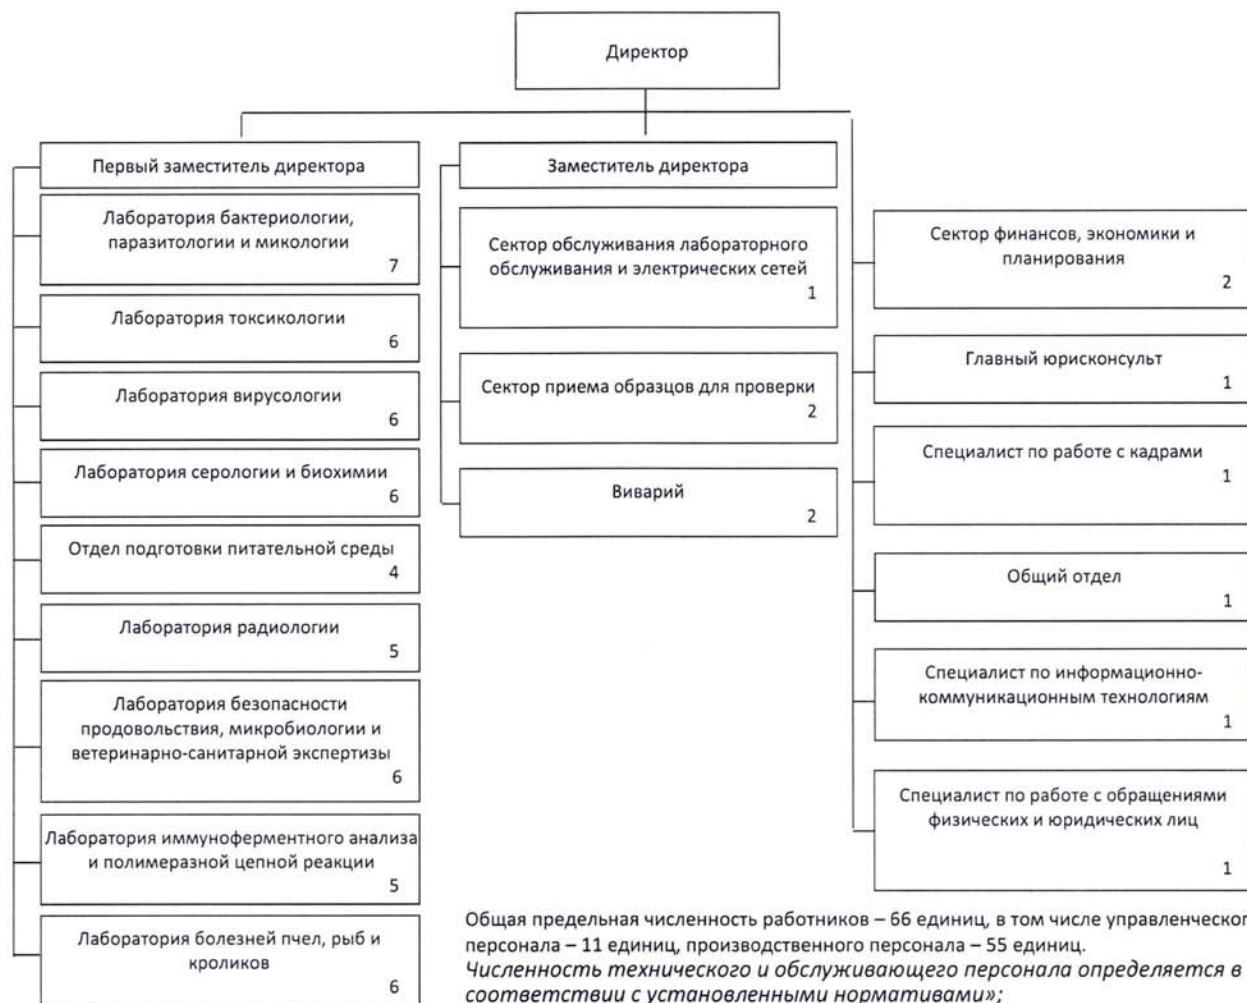 Директор
Первый заместитель директора
Лаборатория бактериологии,
паразитологии и микологии
7
Лаборатория токсикологии
6
Лаборатория вирусологии
6
Лаборатория серологии и биохимии
6
Отдел подготовки питательной среды
4
Лаборатория радиологии
5
Лаборатория безопасности
продовольствия, микробиологии и
ветеринарно-санитарной экспертизы
6
Лаборатория иммуноферментного анализа
и полимеразной цепной реакции
5
Лаборатория болезней пчел, рыб и
кроликов
6
Заместитель директора
Сектор обслуживания лабораторного
обслуживания и электрических сетей
1
Сектор приема образцов для проверки
2
Виварий
2
Сектор финансов, экономики и
планирования
2
Главный юрисконсульт
1
Специалист по работе с кадрами
1
Общий отдел
1
Специалист по информационно-
коммуникационным технологиям
1
Специалист по работе с обращениями
физических и юридических лиц
1
Общая предельная численность работников – 66 единиц, в том числе управленческог
персонала – 11 единиц, производственного персонала – 55 единиц.
Численность технического и обслуживающего персонала определяется в
соответствии с установленными нормативами»;